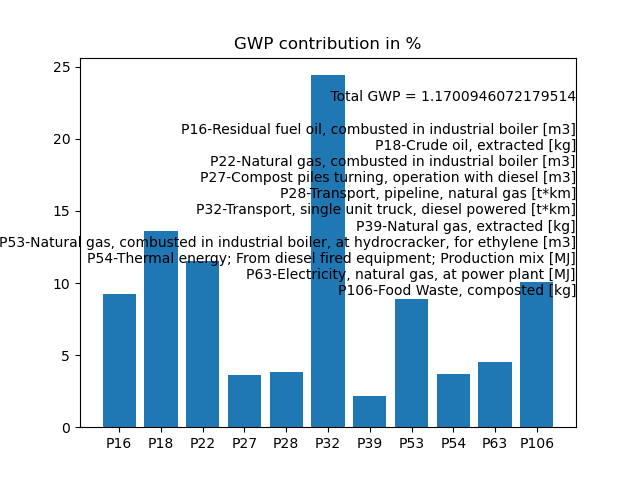 GWP contribution in %
25
Total GWP = 1.1700946072179514
P16-Residual fuel oil, combusted in industrial boiler [m3]
20
P18-Crude oil, extracted [kg]
P22-Natural gas, combusted in industrial boiler [m3]
P27-Compost piles turning, operation with diesel [m3]
P28-Transport, pipeline, natural gas [t*km]
15
P32-Transport, single unit truck, diesel powered [t*km]
P39-Natural gas, extracted [kg]
P53-Natural gas, combusted in industrial boiler, at hydrocracker, for ethylene [m3]
P54-Thermal energy; From diesel fired equipment; Production mix [MJ]
P63-Electricity, natural gas, at power plant [MJ]
10
P106-Food Waste, composted [kg]
5
0
P16 P18 P22 P27 P28 P32 P39 P53 P54 P63 P106